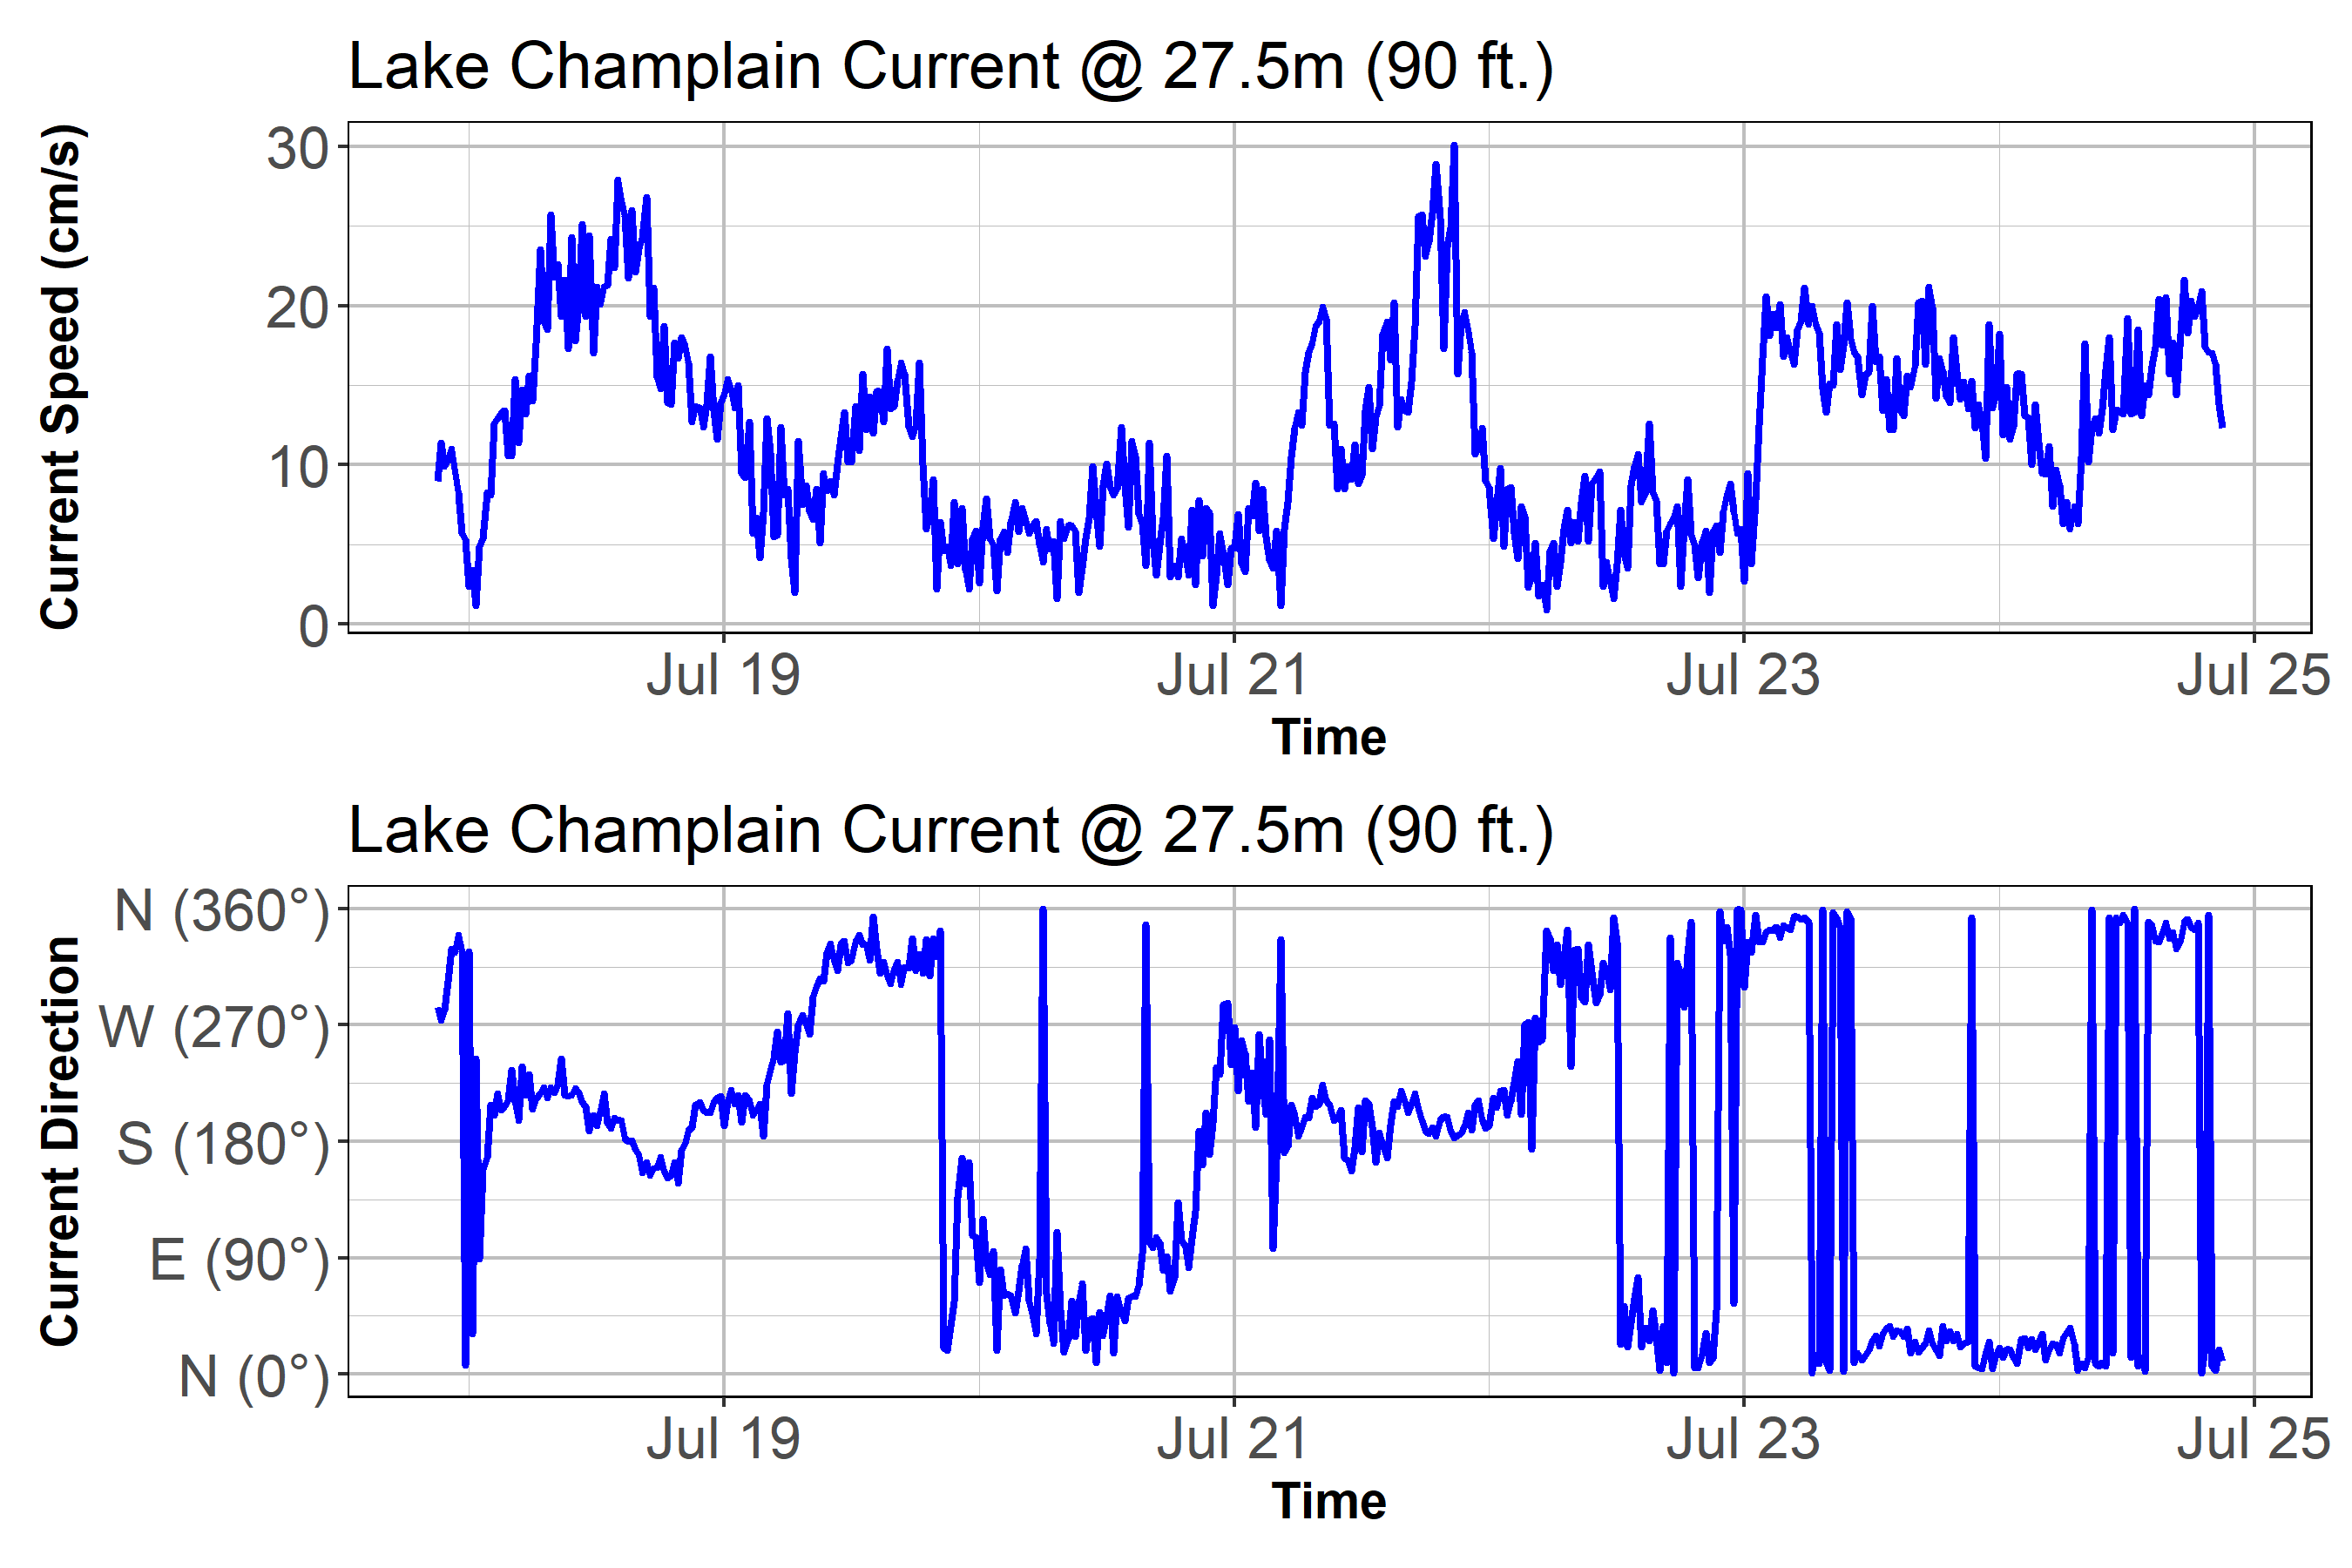 Lake Champlain Current @ 27.5m (90 ft.)
Current Speed (cm/s)
30
20
10
0
Jul 19 Jul 21 Jul 23 Jul 25
Time
Lake Champlain Current @ 27.5m (90 ft.)
Current Direction
N (360°)
W (270°)
S (180°)
E (90°)
N (0°)
Jul 19 Jul 21 Jul 23 Jul 25
Time